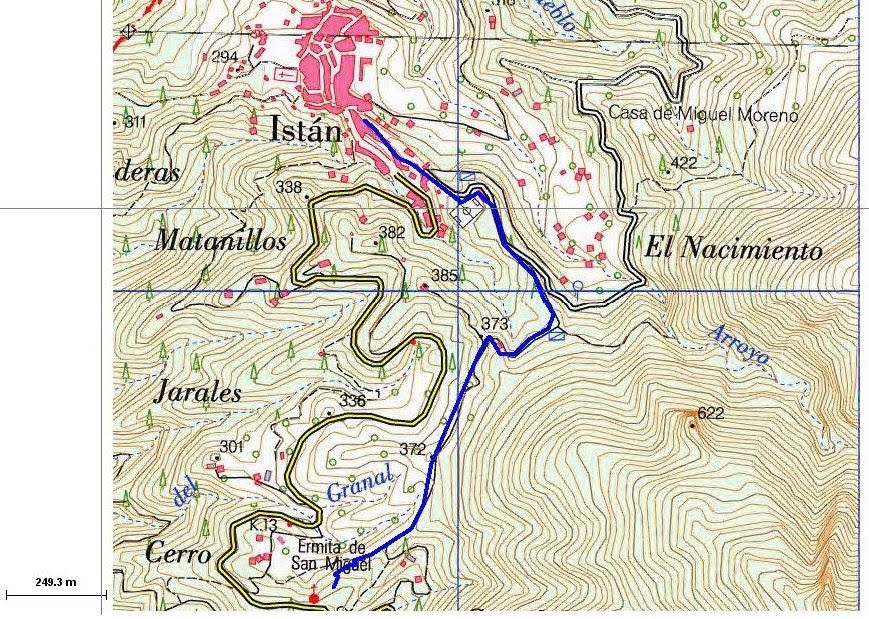 294
Istán
Casa de Miguel Moreno
311
deras
338
422
Matanillos
382
El Nacimiento
385
373
Arroyo
Jarales
336
622
301
372
del
Granal
K.13
Cerro
Ermita de
San Miguel
249.3 m